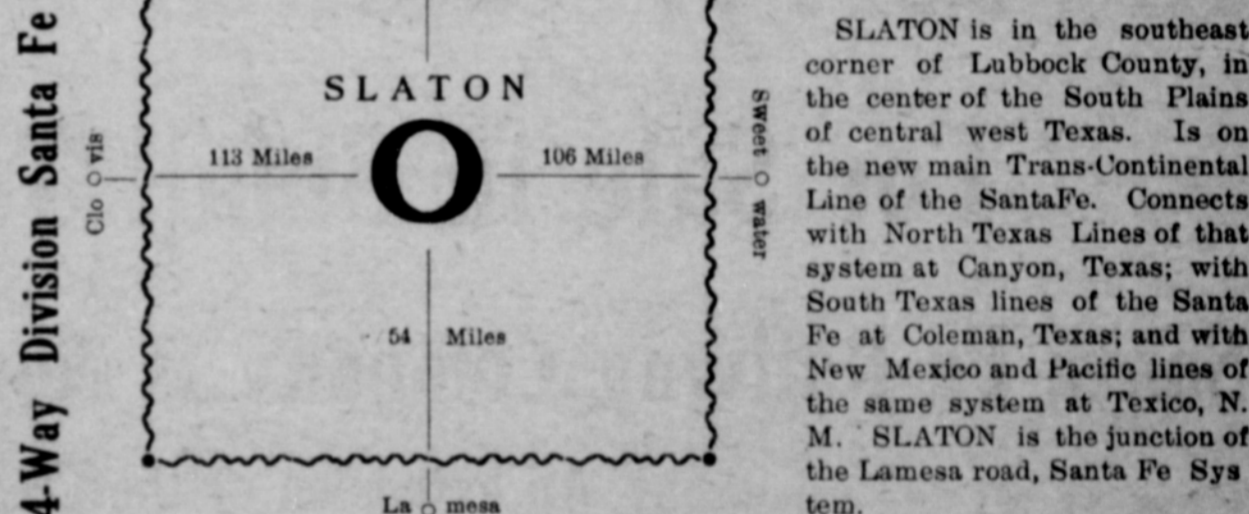 4-Way Division Santa Fe
SLATON
O
113 Miles
106 Miles
Clo vis
Sweet water
54 Miles
La mesa
SLATON is in the southeast
corner of Lubbock County, in
the center of the South Plains
of central west Texas. Is on
the new main Trans-Continental
Line of the SantaFe. Connects
with North Texas Lines of that
system at Canyon, Texas; with
South Texas lines of the Santa
Fe at Coleman, Texas; and with
New Mexico and Pacific lines of
the same system at Texico, N.
M. SLATON is the junction of
the Lamesa road, Santa Fe Sys
tem.